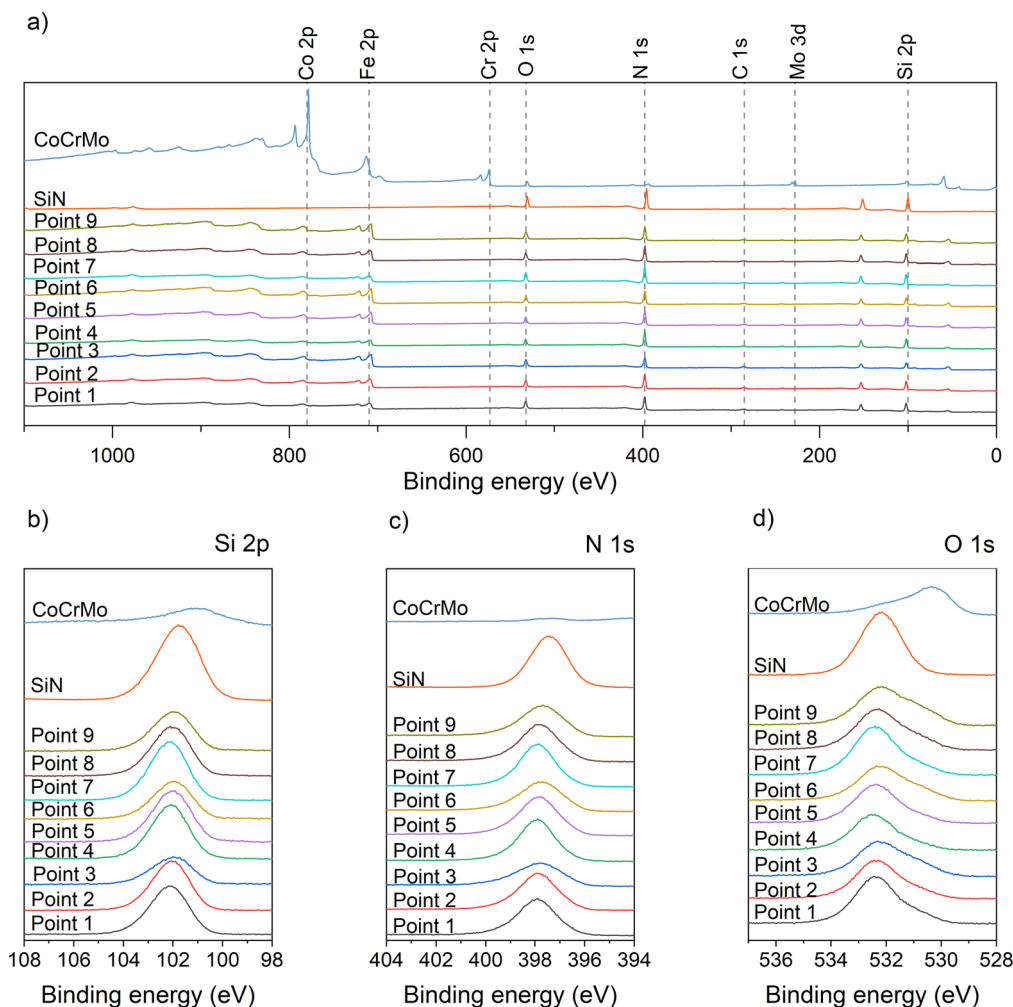 a)
Co 2p
Fe 2p
Cr 2p
O 1s
N 1s
C 1s
Mo 3d
Si 2p
CoCrMo
SiN
Point 9
Point 8
Point 7
Point 6
Point 5
Point 4
Point 3
Point 2
Point 1
1000 800 600 400 200 0
Binding energy (eV)
b)
Si 2p
CoCrMo
SiN
Point 9
Point 8
Point 7
Point 6
Point 5
Point 4
Point 3
Point 2
Point 1
108 106 104 102 100 98
Binding energy (eV)
c)
N 1s
CoCrMo
SiN
Point 9
Point 8
Point 7
Point 6
Point 5
Point 4
Point 3
Point 2
Point 1
404 402 400 398 396 394
Binding energy (eV)
d)
O 1s
CoCrMo
SiN
Point 9
Point 8
Point 7
Point 6
Point 5
Point 4
Point 3
Point 2
Point 1
536 534 532 530 528
Binding energy (eV)